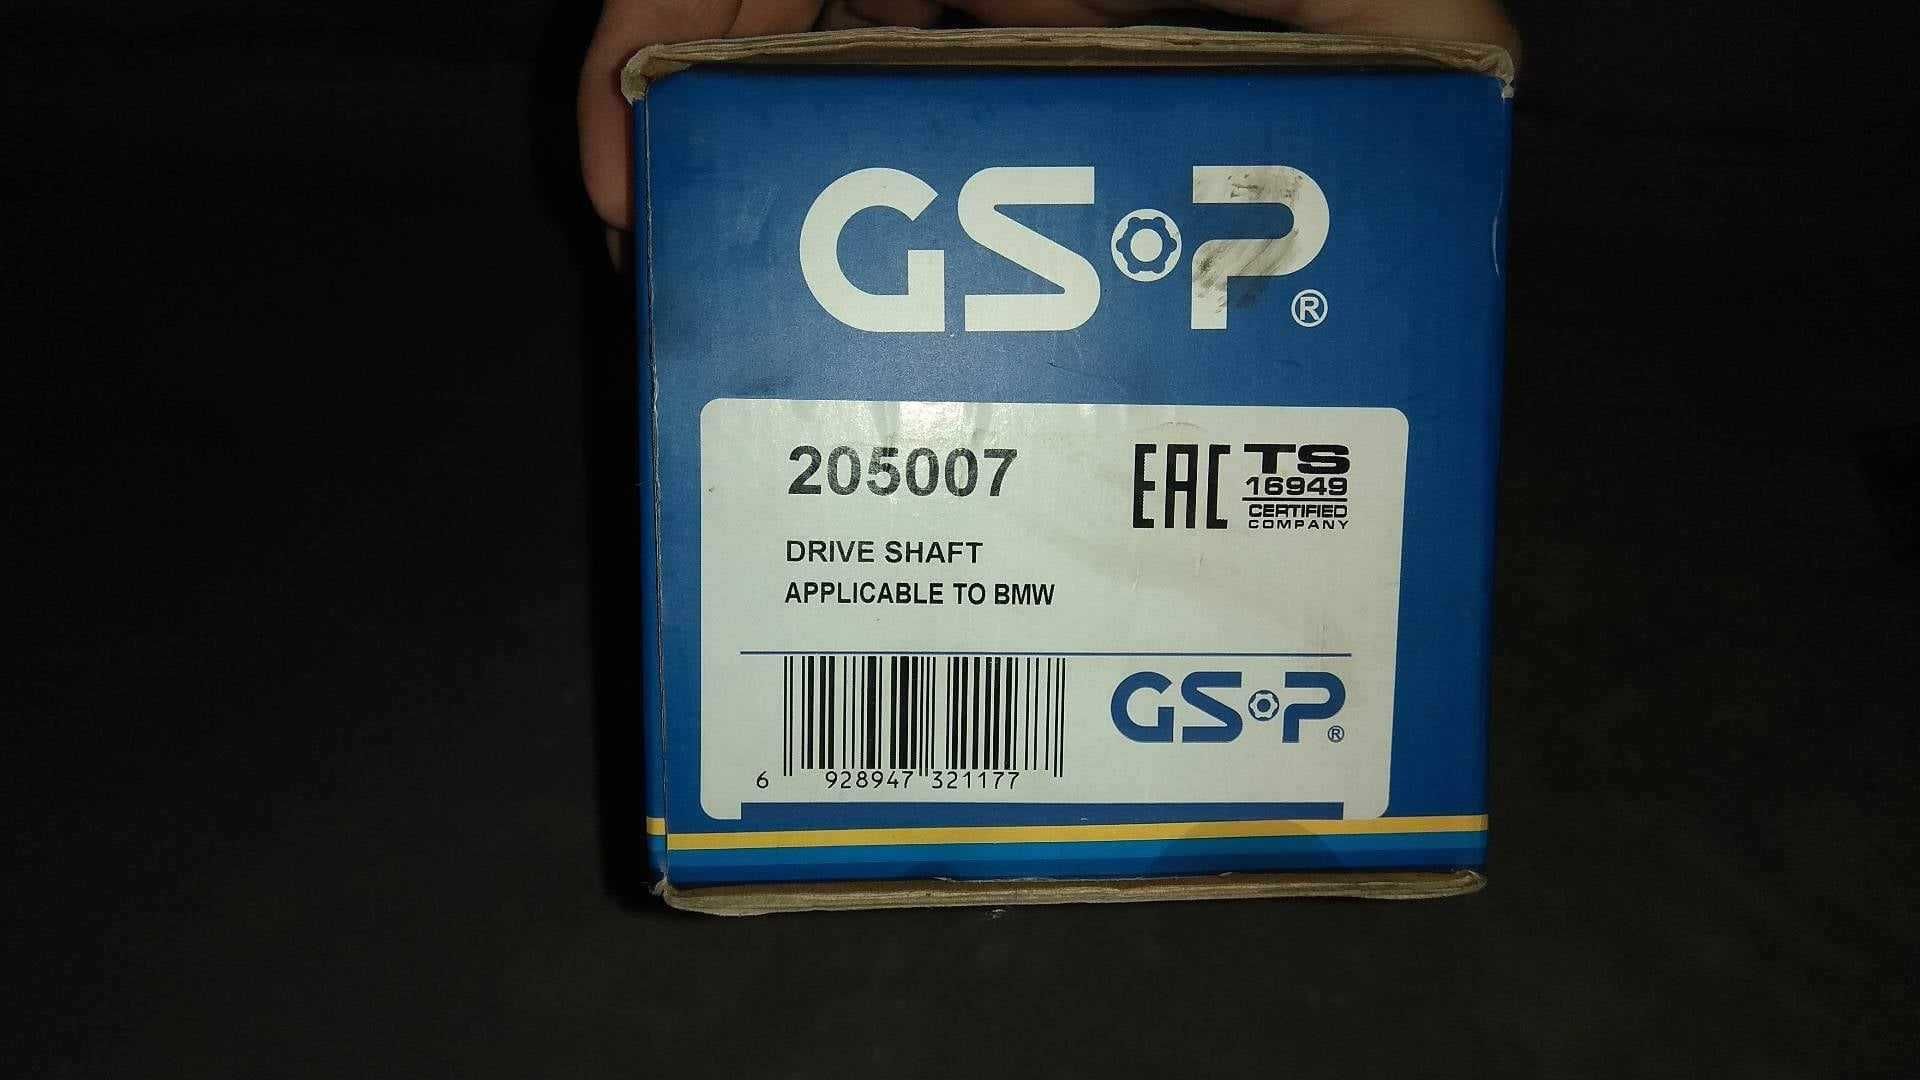 GSP®
205007
EAC
TS
16949
CERTIFIED
COMPANY
DRIVE SHAFT
APPLICABLE TO BMW
GSP®
6 928947 321177